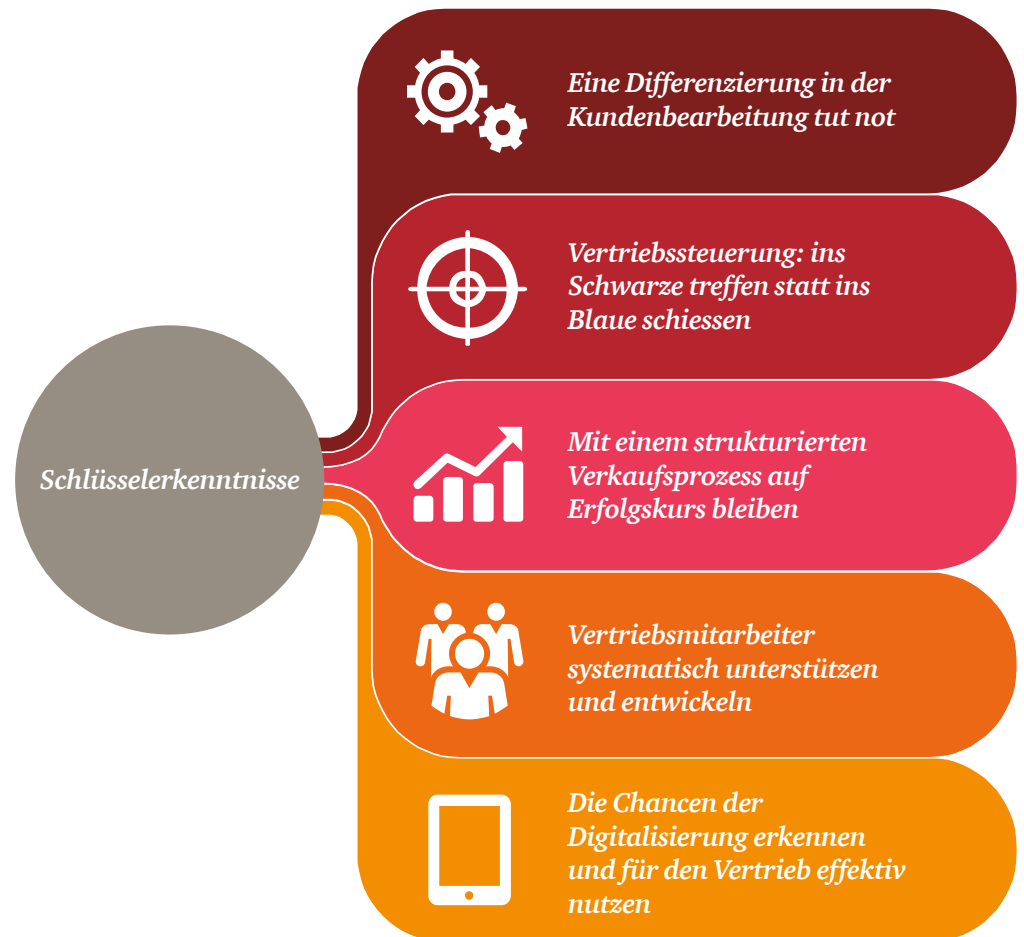 Eine Differenzierung in der
Kundenbearbeitung tut not
Vertriebssteuerung: ins
Schwarze treffen statt ins
Blaue schiessen
Schlüsselerkenntnisse
Mit einem strukturierten
Verkaufsprozess auf
Erfolgskurs bleiben
Vertriebsmitarbeiter
systematisch unterstützen
und entwickeln
Die Chancen der
Digitalisierung erkennen
und für den Vertrieb effektiv
nutzen